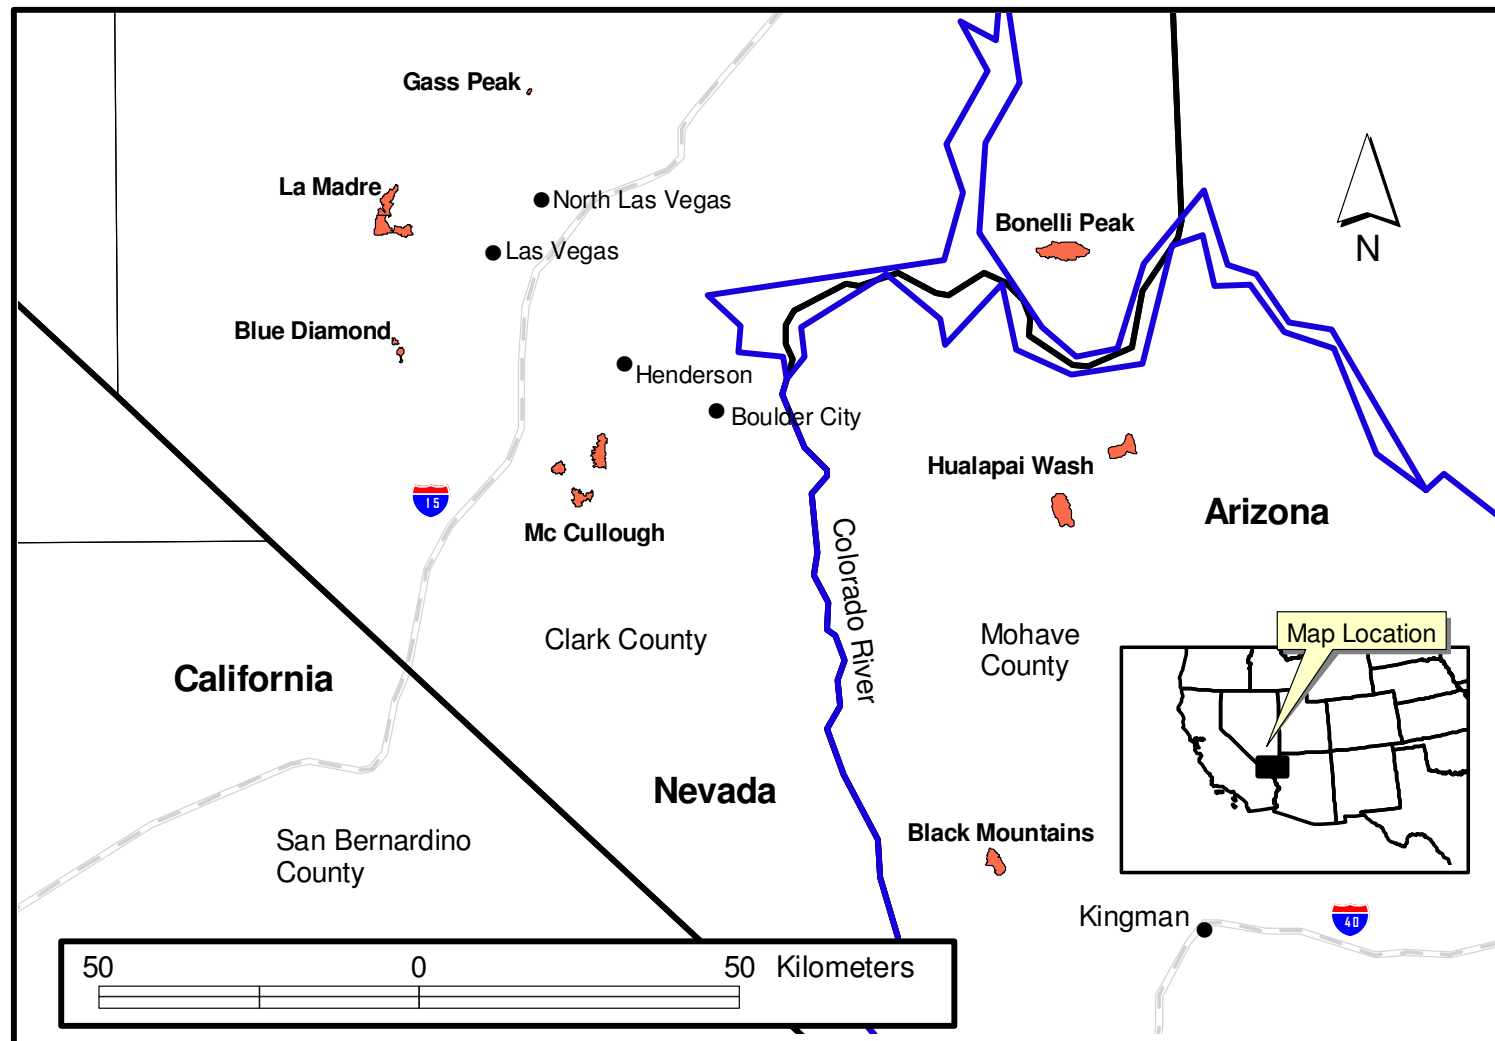 Gass Peak
La Madre
North Las Vegas
Bonelli Peak
N
Las Vegas
Blue Diamond
Henderson
Boulder City
Hualapai Wash
15
Arizona
Mc Cullough
Colorado River
Clark County
Mohave
County
Map Location
California
Nevada
San Bernardino
County
Black Mountains
Kingman
40
50 0 50 Kilometers